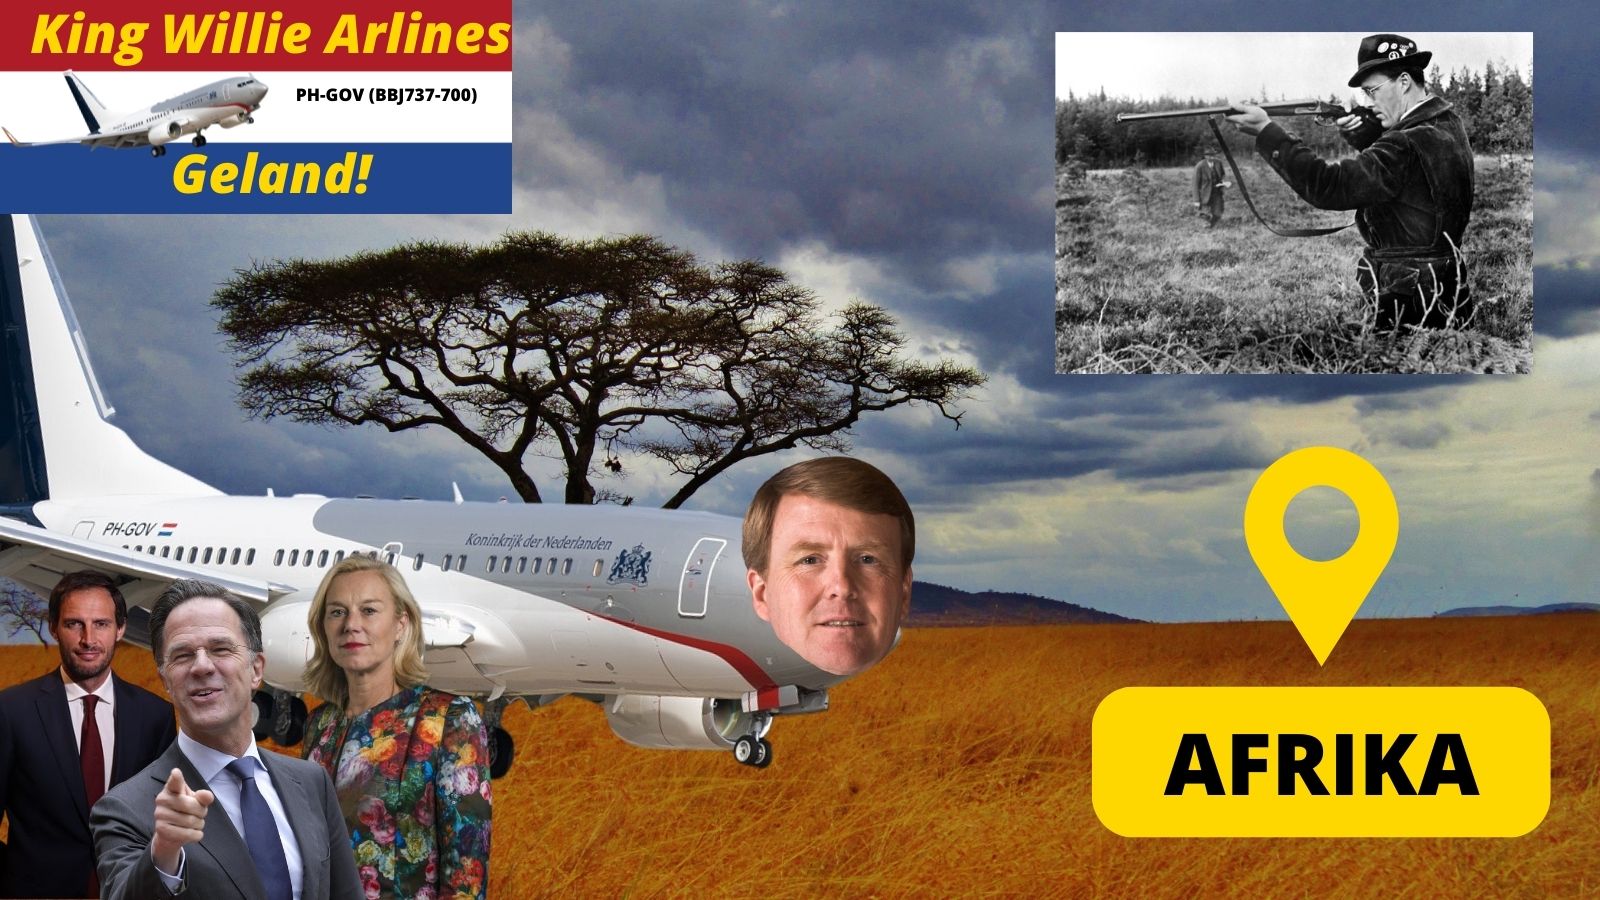 King Willie Arlines
PH-GOV (BBJ737-700)
Geland!
PH-GOV
Koninkrijk der Nederlanden
AFRIKA